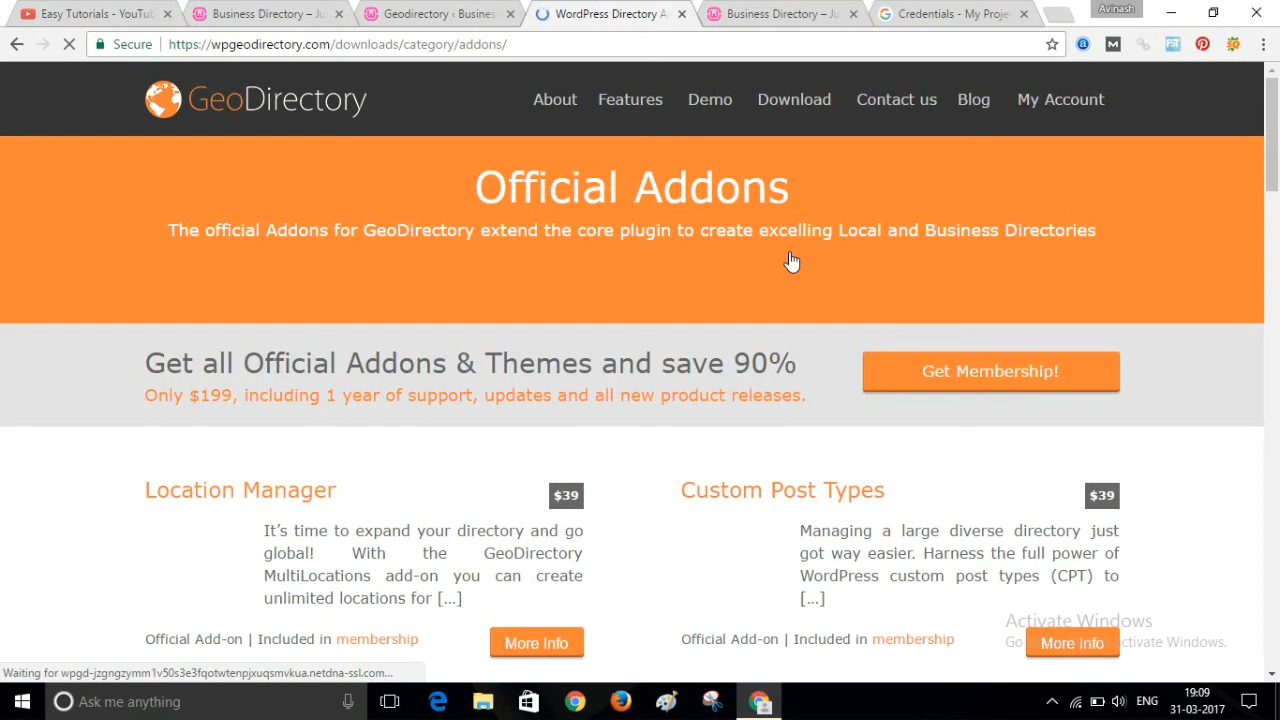 Easy Tutorials - YouTu
Business Directory – Ju
Geodirectory ‹ Busines
WordPress Directory A
Business Directory – Ju
Credentials - My Proje
Avinash
Secure
https://wpgeodirectory.com/downloads/category/addons/
GeoDirectory
About
Features
Demo
Download
Contact us
Blog
My Account
Official Addons
The official Addons for GeoDirectory extend the core plugin to create excelling Local and Business Directories
Get all Official Addons & Themes and save 90%
Only $199, including 1 year of support, updates and all new product releases.
Get Membership!
Location Manager
$39
It's time to expand your directory and go
global! With the GeoDirectory
MultiLocations add-on you can create
unlimited locations for [...]
Official Add-on | Included in membership
More Info
Custom Post Types
$39
Managing a large diverse directory just
got way easier. Harness the full power of
WordPress custom post types (CPT) to
[...]
Official Add-on | Included in membership
More Info
Activate Windows
Waiting for wpgd-jzgngzymm1v50s3e3fqotwtenpjxuqsmvkua.netdna-ssl.com...
Ask me anything
ENG
19:09
31-03-2017